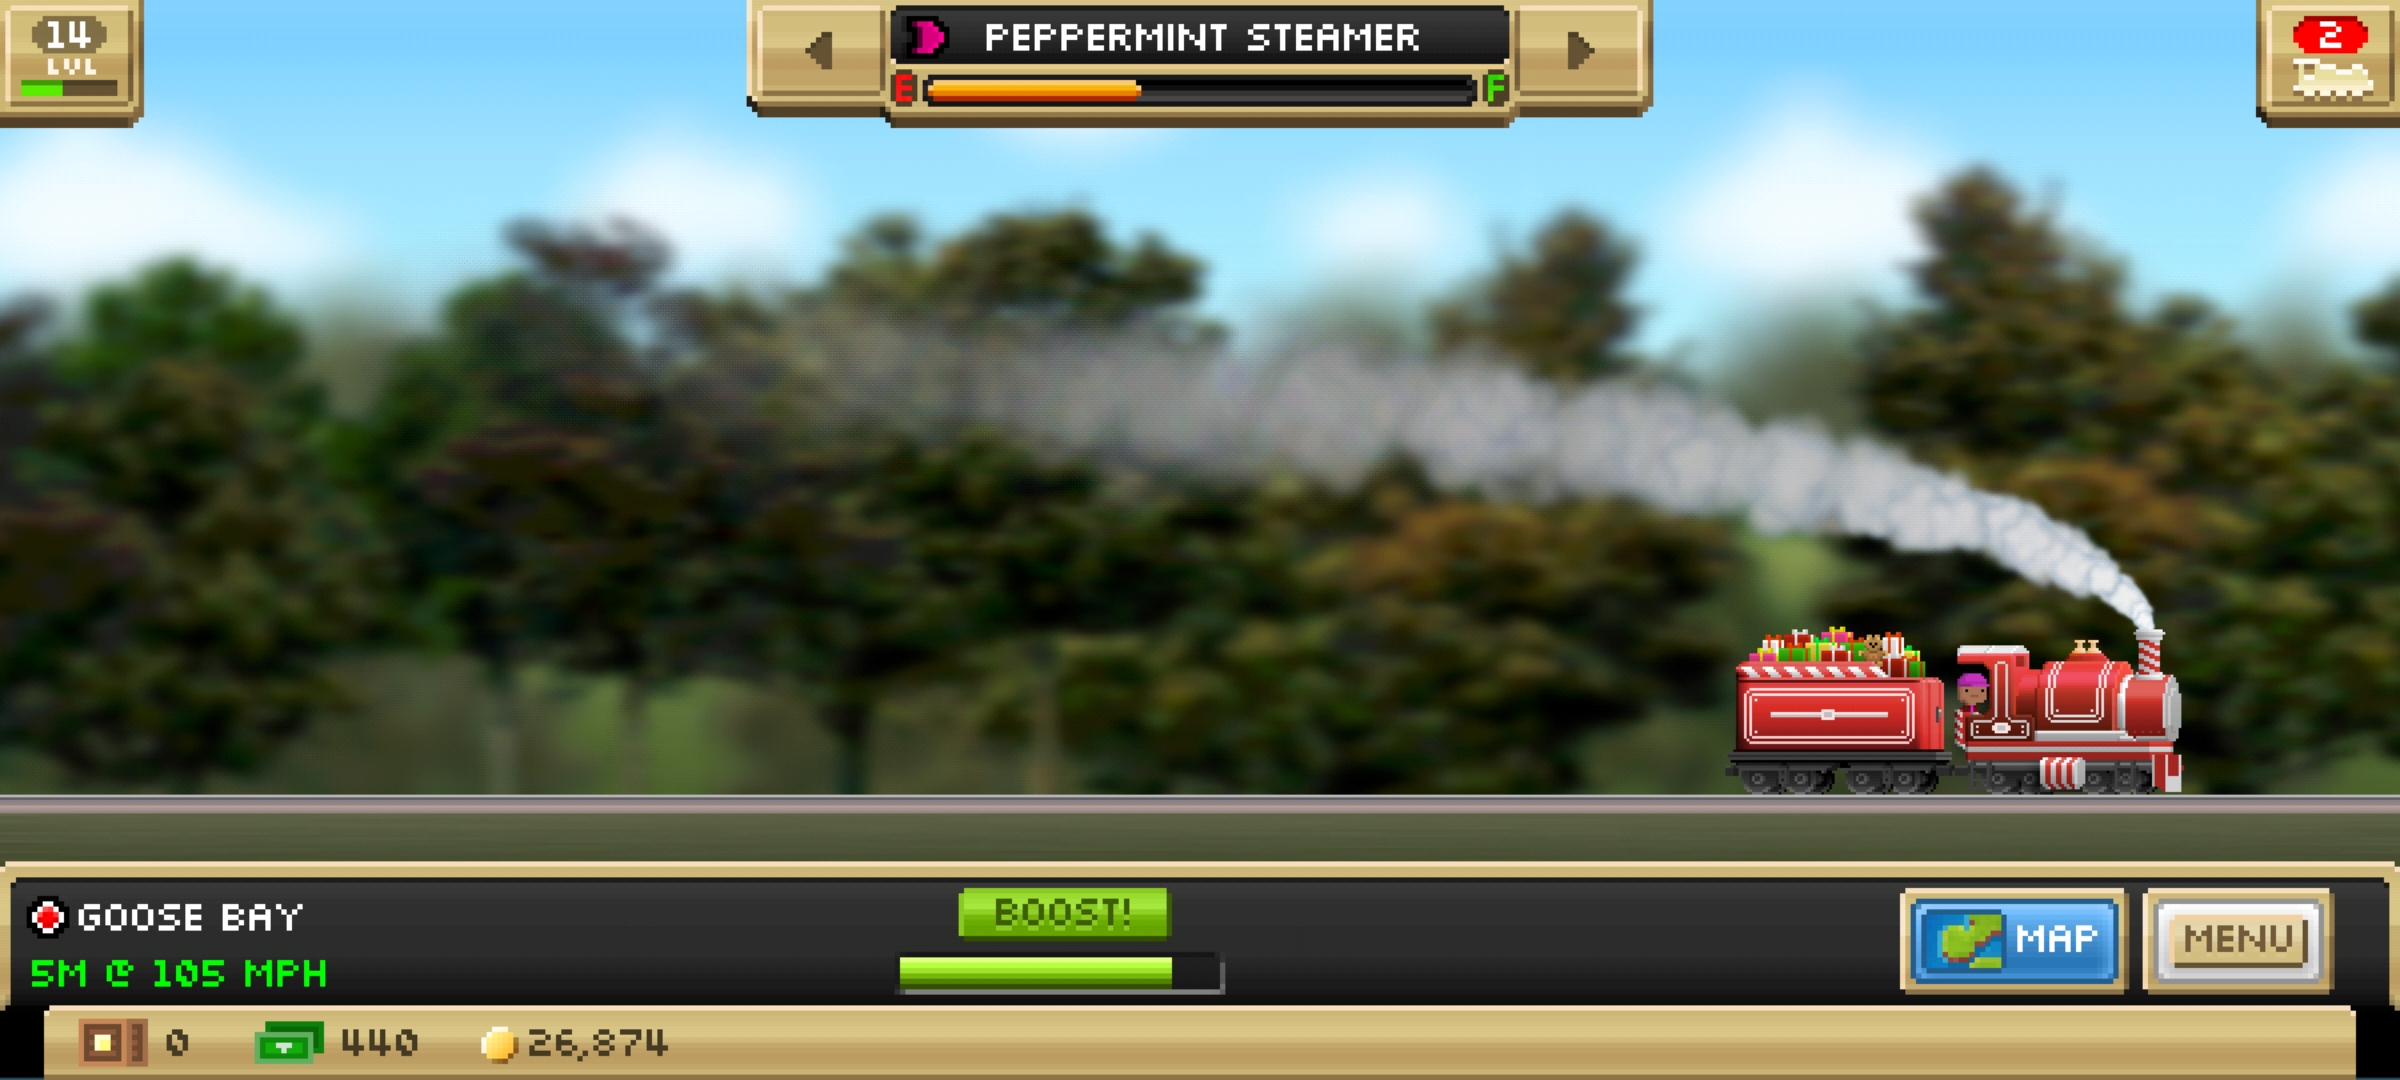 14
LVL
PEPPERMINT STEAMER
E F
2
GOOSE BAY
5M @ 105 MPH
BOOST!
MAP
MENU
0 440 26,874